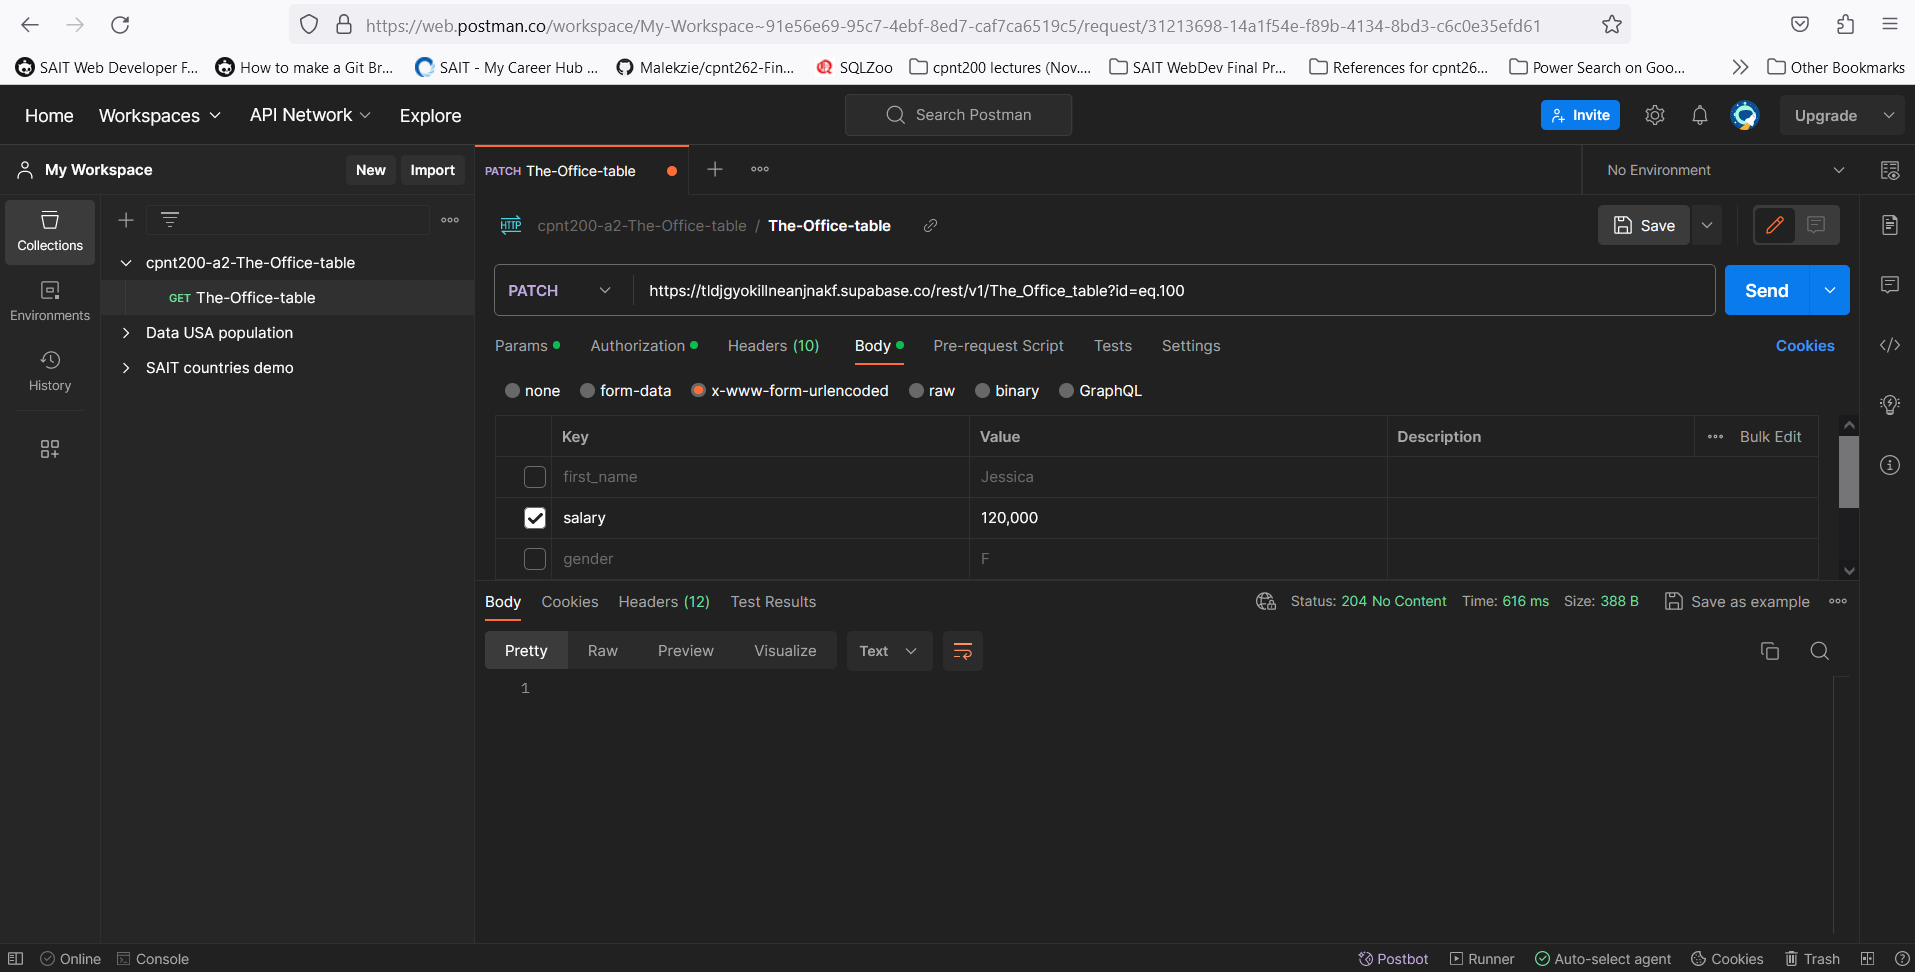 https://web.postman.co/workspace/My-Workspace~91e56e69-95c7-4ebf-8ed7-caf7ca6519c5/request/31213698-14a1f54e-f89b-4134-8bd3-c6c0e35efd61
SAIT Web Developer F... How to make a Git Br... SAIT - My Career Hub ... Malekzie/cpnt262-Fin... SQLZoo cpnt200 lectures (Nov.... SAIT WebDev Final Pr... References for cpnt26... Power Search on Goo... Other Bookmarks
Home Workspaces API Network Explore Search Postman Invite Upgrade
My Workspace New Import PATCH The-Office-table No Environment
Collections
Environments
History
cpnt200-a2-The-Office-table
GET The-Office-table
Data USA population
SAIT countries demo
HTTP cpnt200-a2-The-Office-table / The-Office-table Save
PATCH https://tldjgyokillneanjnakf.supabase.co/rest/v1/The_Office_table?id=eq.100 Send
Params Authorization Headers (10) Body Pre-request Script Tests Settings Cookies
none form-data x-www-form-urlencoded raw binary GraphQL
Key Value Description Bulk Edit
first_name Jessica
salary 120,000
gender F
Body Cookies Headers (12) Test Results Status: 204 No Content Time: 616 ms Size: 388 B Save as example
Pretty Raw Preview Visualize Text
1
Online Console Postbot Runner Auto-select agent Cookies Trash